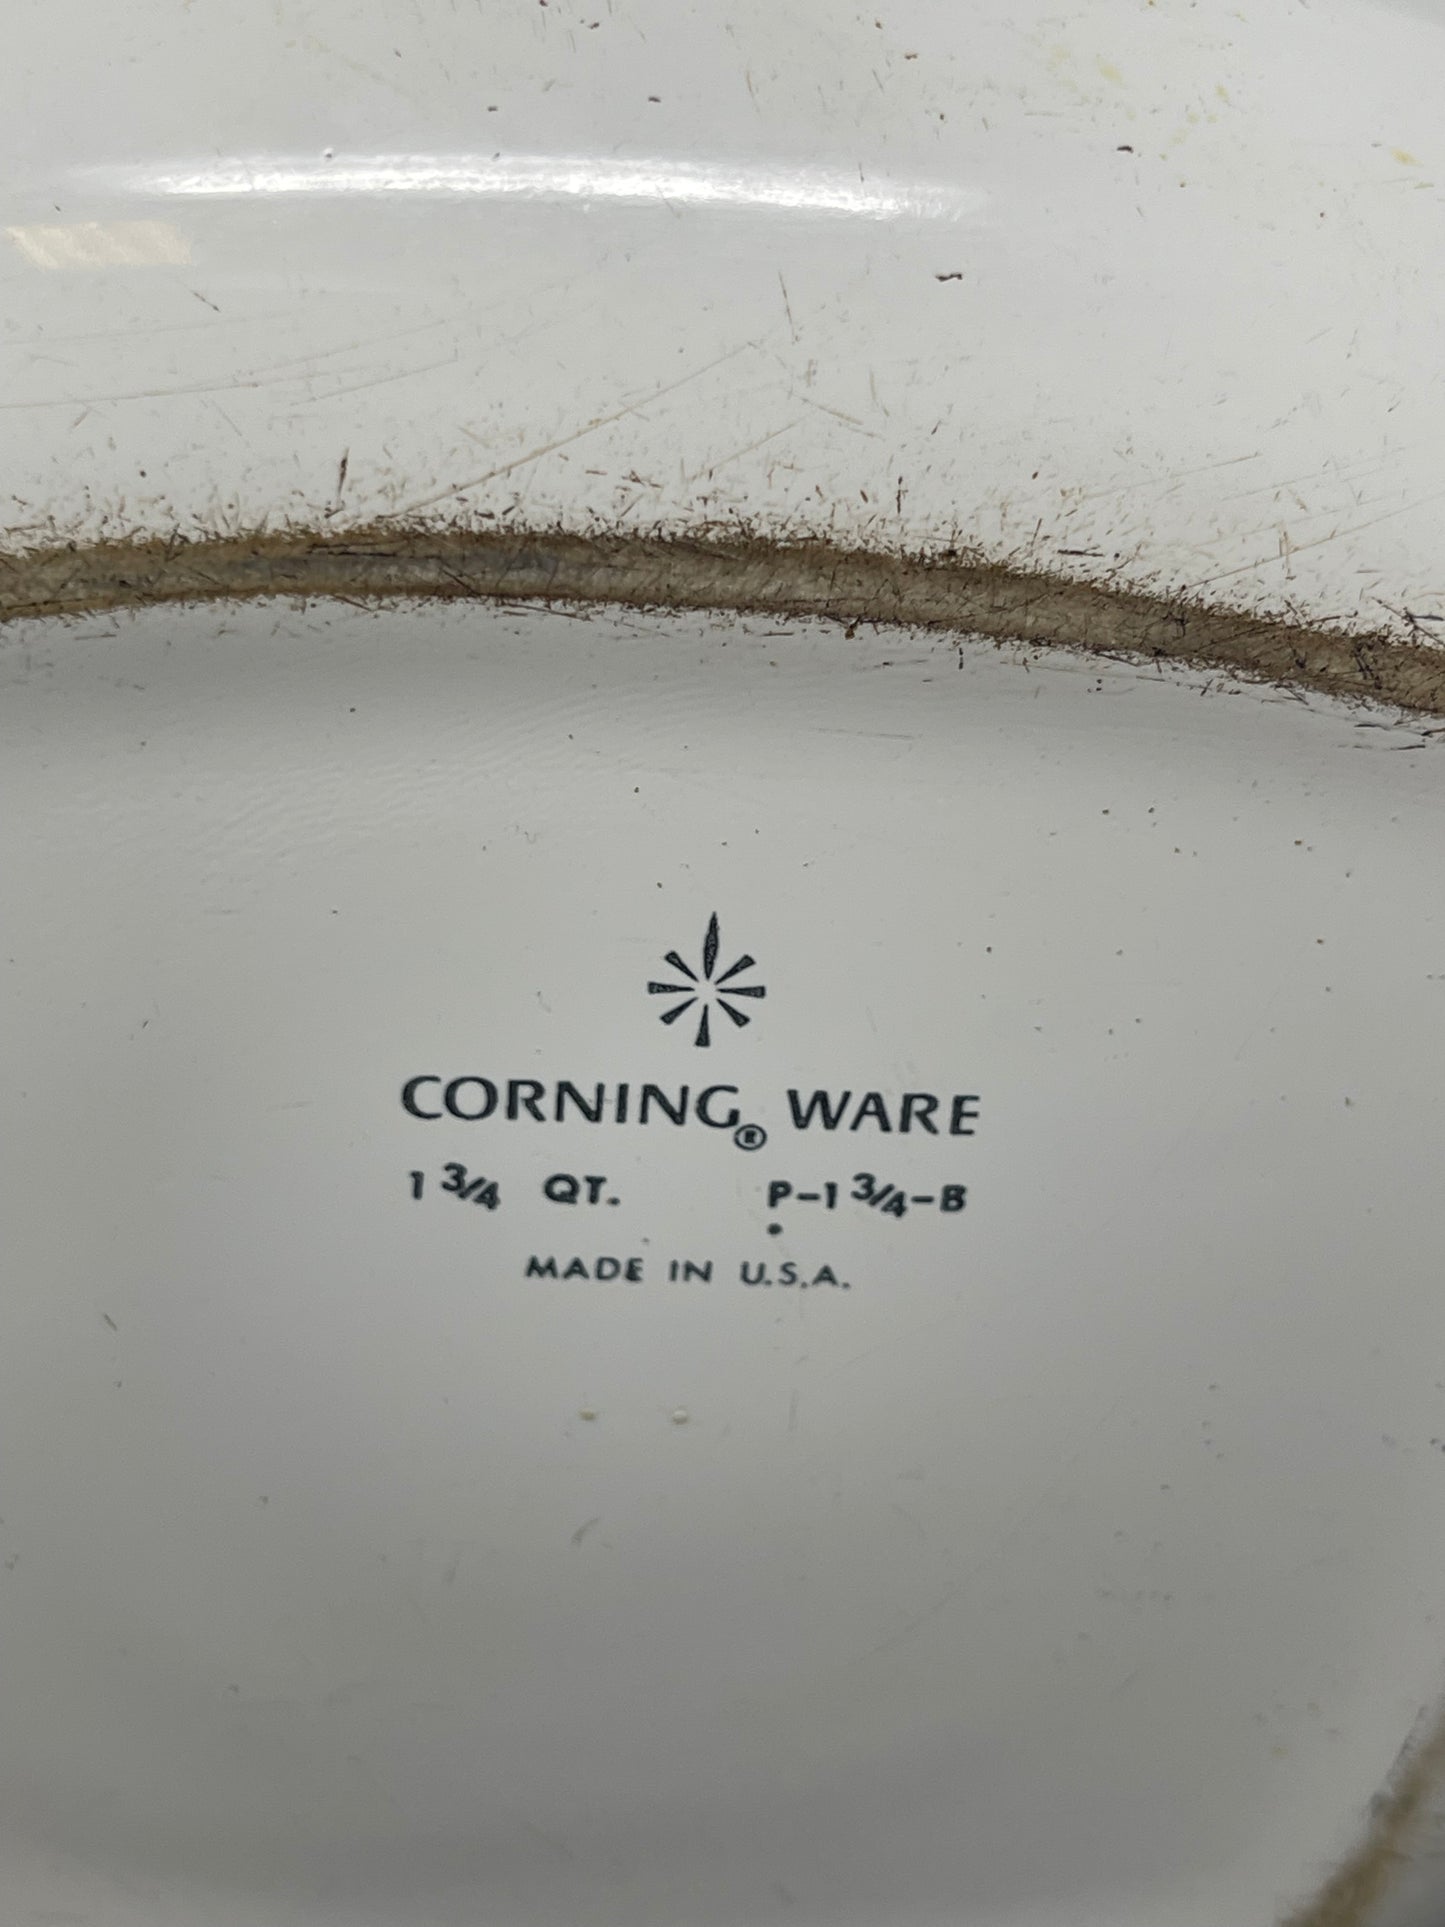 CORNING® WARE
1 3/4 QT. P-1 3/4-B
MADE IN U.S.A.